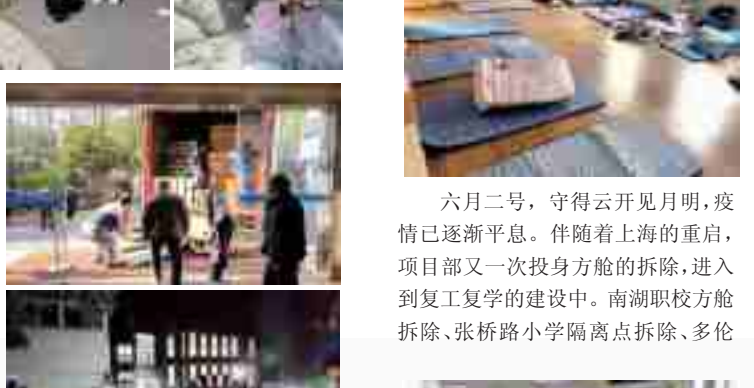 六月二号，守得云开见月明，疫
情已逐渐平息。伴随着上海的重启，
项目部又一次投身方舱的拆除，进入
到复工复学的建设中。南湖职校方舱
拆除、张桥路小学隔离点拆除、多伦